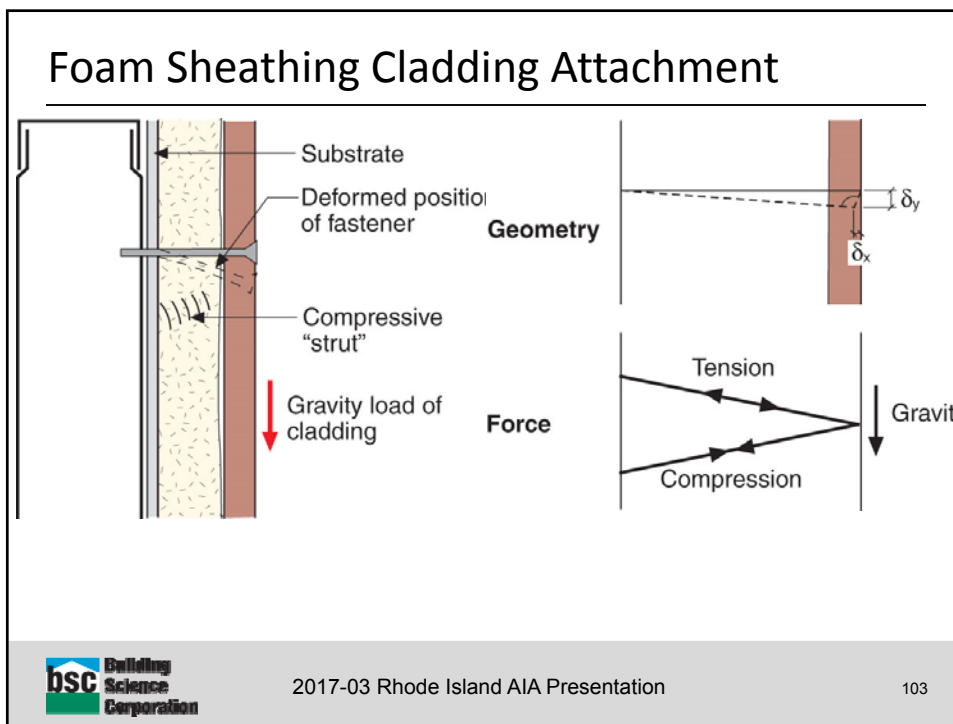 Foam Sheathing Cladding Attachment
Substrate
Deformed position
of fastener
Compressive
“strut”
Gravity load of
cladding
Geometry
δy
δx
Force
Tension
Compression
Gravit
bsc Building
Science
Corporation
2017-03 Rhode Island AIA Presentation
103